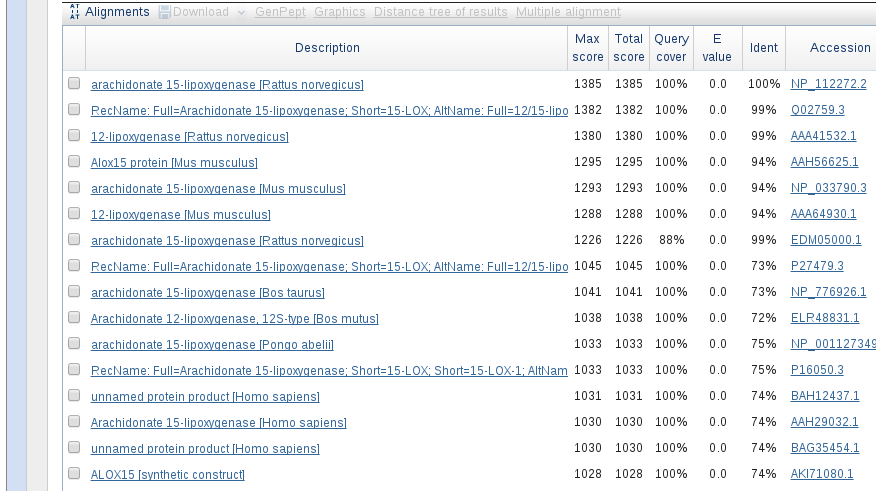 Alignments Download GenPept Graphics Distance tree of results Multiple alignment
Description Max score Total score Query cover E value Ident Accession
arachidonate 15-lipoxygenase [Rattus norvegicus] 1385 1385 100% 0.0 100% NP_112272.2
RecName: Full=Arachidonate 15-lipoxygenase; Short=15-LOX; AltName: Full=12/15-lipo 1382 1382 100% 0.0 99% Q02759.3
12-lipoxygenase [Rattus norvegicus] 1380 1380 100% 0.0 99% AAA41532.1
Alox15 protein [Mus musculus] 1295 1295 100% 0.0 94% AAH56625.1
arachidonate 15-lipoxygenase [Mus musculus] 1293 1293 100% 0.0 94% NP_033790.3
12-lipoxygenase [Mus musculus] 1288 1288 100% 0.0 94% AAA64930.1
arachidonate 15-lipoxygenase [Rattus norvegicus] 1226 1226 88% 0.0 99% EDM05000.1
RecName: Full=Arachidonate 15-lipoxygenase; Short=15-LOX; AltName: Full=12/15-lipo 1045 1045 100% 0.0 73% P27479.3
arachidonate 15-lipoxygenase [Bos taurus] 1041 1041 100% 0.0 73% NP_776926.1
Arachidonate 12-lipoxygenase, 12S-type [Bos mutus] 1038 1038 100% 0.0 72% ELR48831.1
arachidonate 15-lipoxygenase [Pongo abelii] 1033 1033 100% 0.0 75% NP_001127349
RecName: Full=Arachidonate 15-lipoxygenase; Short=15-LOX; Short=15-LOX-1; AltNam 1033 1033 100% 0.0 75% P16050.3
unnamed protein product [Homo sapiens] 1031 1031 100% 0.0 74% BAH12437.1
Arachidonate 15-lipoxygenase [Homo sapiens] 1030 1030 100% 0.0 74% AAH29032.1
unnamed protein product [Homo sapiens] 1030 1030 100% 0.0 74% BAG35454.1
ALOX15 [synthetic construct] 1028 1028 100% 0.0 74% AKI71080.1